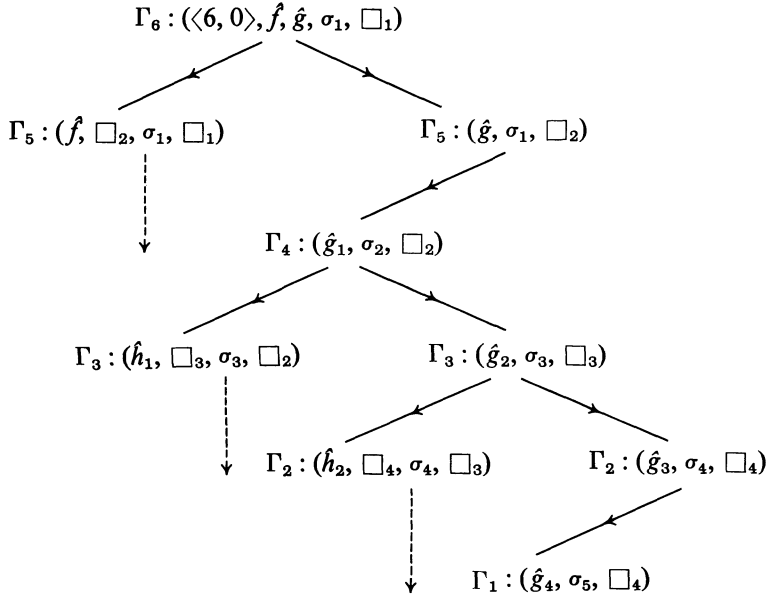 Γ₆ : (⟨6, 0⟩, f̂, ĝ, σ₁, □₁)
Γ₅ : (f̂, □₂, σ₁, □₁) Γ₅ : (ĝ, σ₁, □₂)
Γ₄ : (ĝ₁, σ₂, □₂)
Γ₃ : (ĥ₁, □₃, σ₃, □₂) Γ₃ : (ĝ₂, σ₃, □₃)
Γ₂ : (ĥ₂, □₄, σ₄, □₃) Γ₂ : (ĝ₃, σ₄, □₄)
Γ₁ : (ĝ₄, σ₅, □₄)